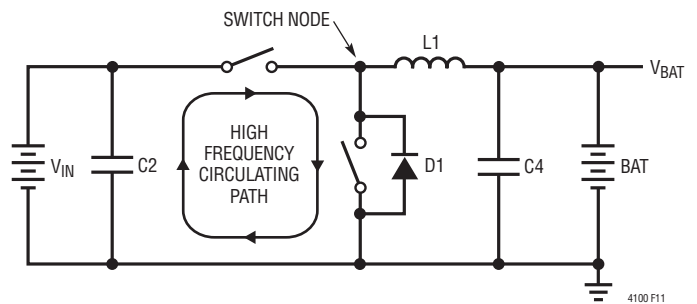 SWITCH NODE
L1
VBAT
VIN
C2
HIGH
FREQUENCY
CIRCULATING
PATH
D1
C4
BAT
4100 F11